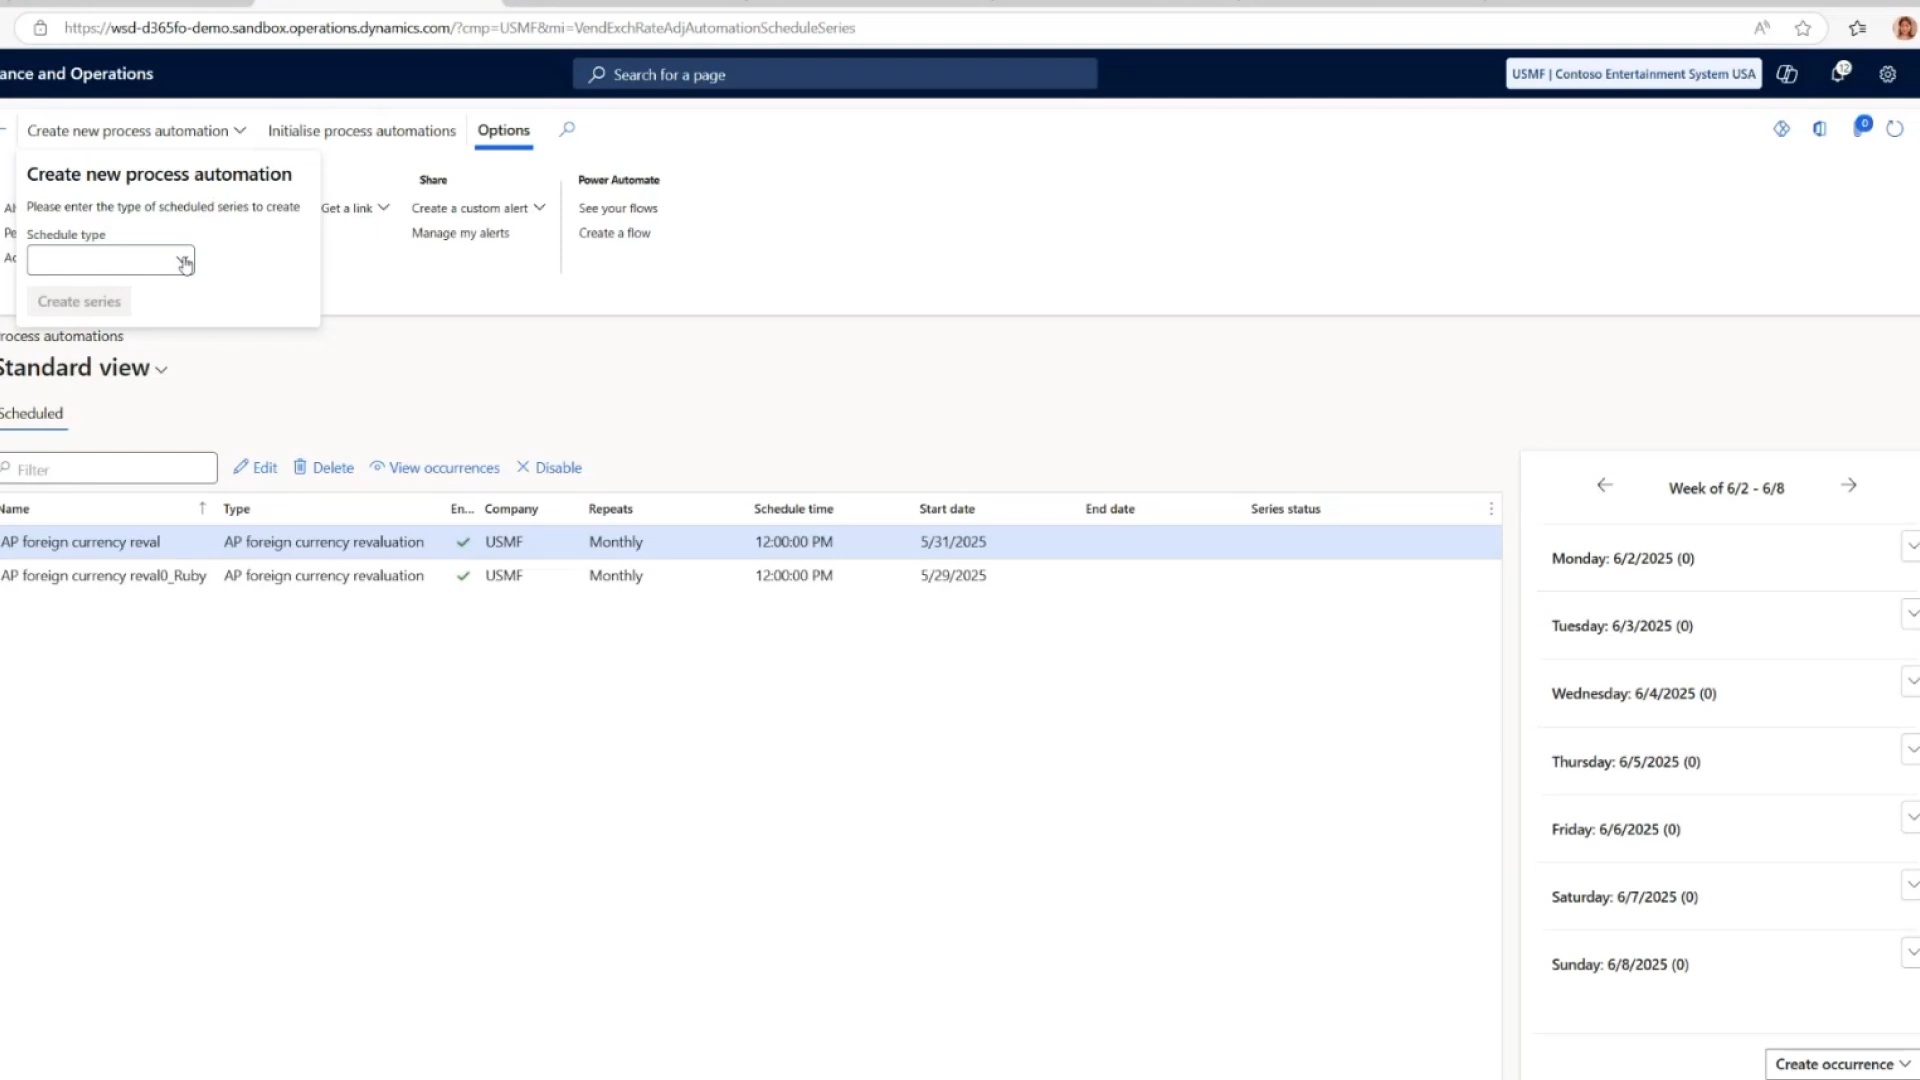 https://wsd-d365fo-demo.sandbox.operations.dynamics.com/?cmp=USMF&mi=VendExchRateAdjAutomationScheduleSeries
ance and Operations
Search for a page
USMF | Contoso Entertainment System USA
12
Create new process automation
Initialise process automations
Options
0
Create new process automation
Please enter the type of scheduled series to create
Schedule type
Create series
Get a link
Share
Create a custom alert
Manage my alerts
Power Automate
See your flows
Create a flow
rocess automations
Standard view
Scheduled
Filter
Edit Delete View occurrences Disable
Name Type En... Company Repeats Schedule time Start date End date Series status
AP foreign currency reval AP foreign currency revaluation USMF Monthly 12:00:00 PM 5/31/2025
AP foreign currency reval0_Ruby AP foreign currency revaluation USMF Monthly 12:00:00 PM 5/29/2025
Week of 6/2 - 6/8
Monday: 6/2/2025 (0)
Tuesday: 6/3/2025 (0)
Wednesday: 6/4/2025 (0)
Thursday: 6/5/2025 (0)
Friday: 6/6/2025 (0)
Saturday: 6/7/2025 (0)
Sunday: 6/8/2025 (0)
Create occurrence